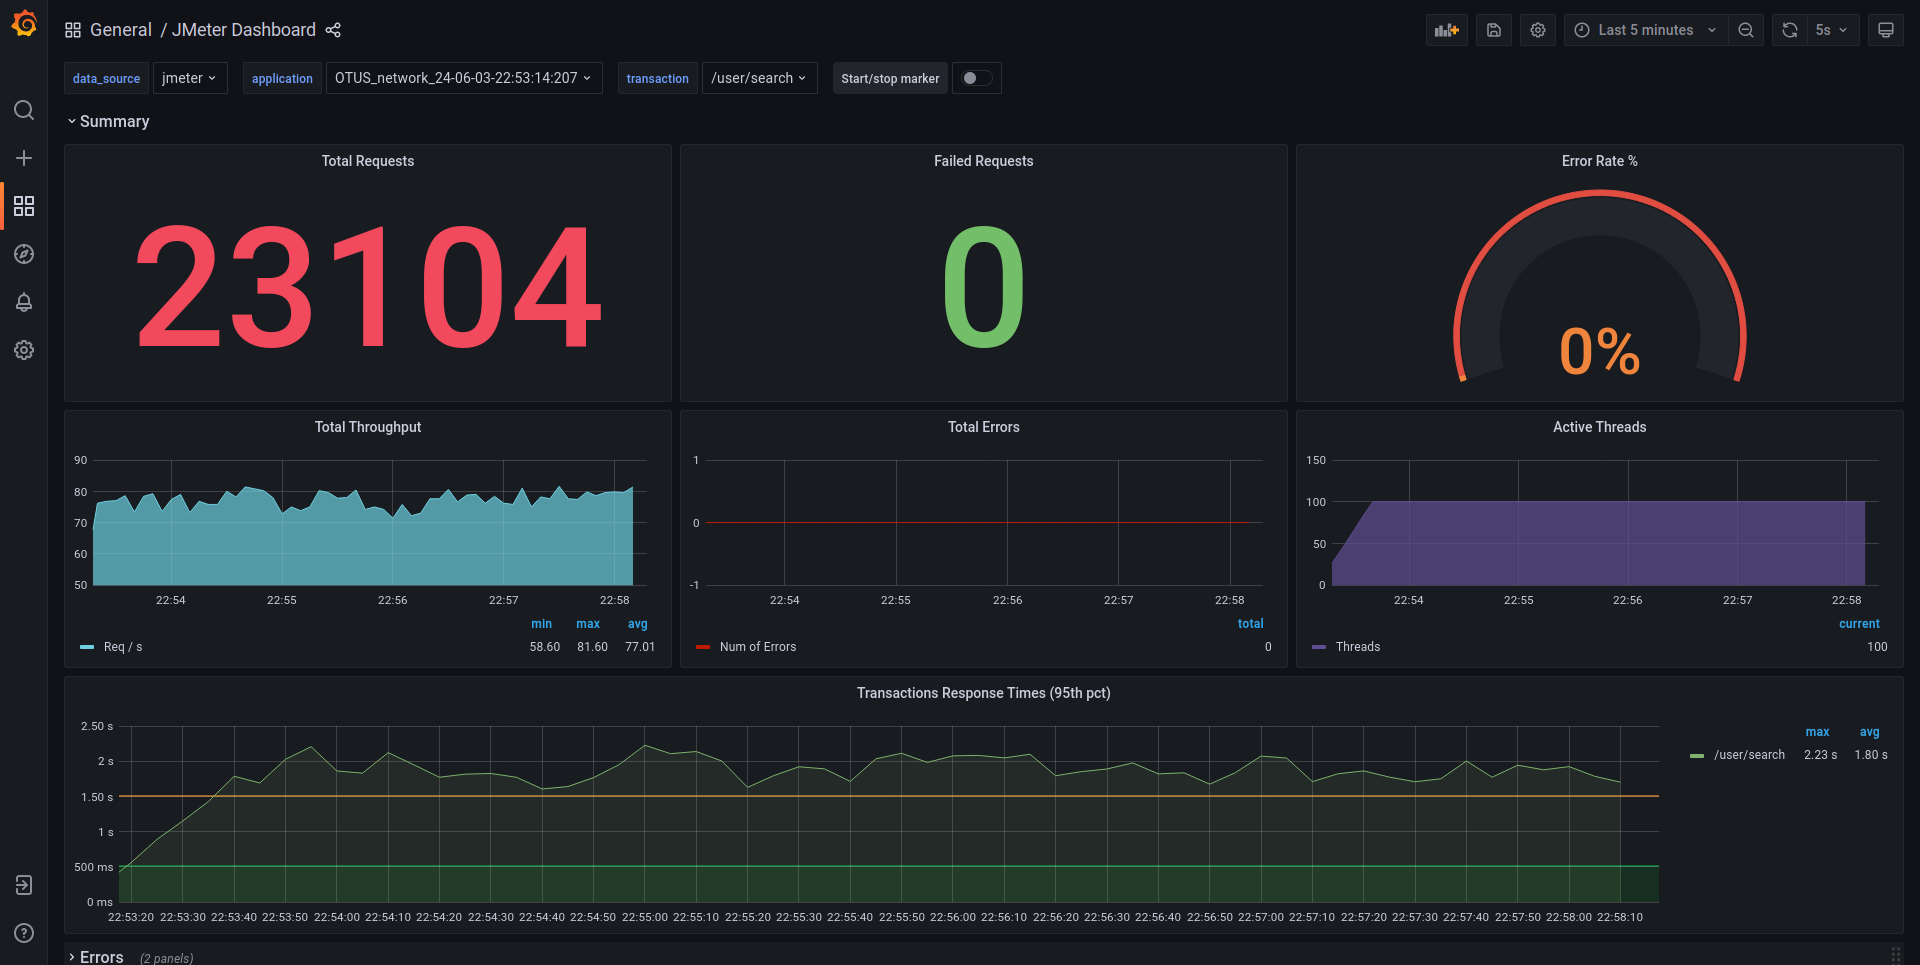 General / JMeter Dashboard
Last 5 minutes
5s
data_source jmeter application OTUS_network_24-06-03-22:53:14:207 transaction /user/search Start/stop marker
Summary
Total Requests
23104
Failed Requests
0
Error Rate %
0%
Total Throughput
90
80
70
60
50
22:54 22:55 22:56 22:57 22:58
min max avg
Req / s 58.60 81.60 77.01
Total Errors
1
0
-1
22:54 22:55 22:56 22:57 22:58
total
Num of Errors 0
Active Threads
150
100
50
0
22:54 22:55 22:56 22:57 22:58
current
Threads 100
Transactions Response Times (95th pct)
2.50 s
2 s
1.50 s
1 s
500 ms
0 ms
22:53:20 22:53:30 22:53:40 22:53:50 22:54:00 22:54:10 22:54:20 22:54:30 22:54:40 22:54:50 22:55:00 22:55:10 22:55:20 22:55:30 22:55:40 22:55:50 22:56:00 22:56:10 22:56:20 22:56:30 22:56:40 22:56:50 22:57:00 22:57:10 22:57:20 22:57:30 22:57:40 22:57:50 22:58:00 22:58:10
max avg
/user/search 2.23 s 1.80 s
Errors (2 panels)